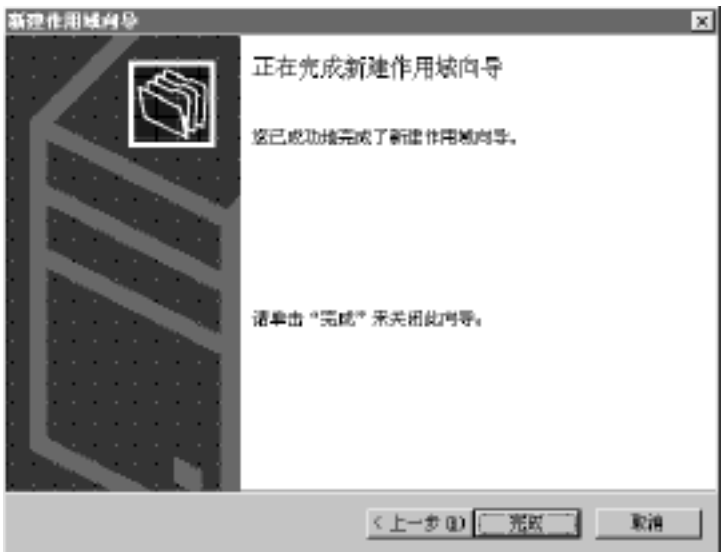 新建作用域向导
正在完成新建作用域向导
您已成功地完成了新建作用域向导。
请单击“完成”来关闭此向导。
< 上一步(B)
完成
取消